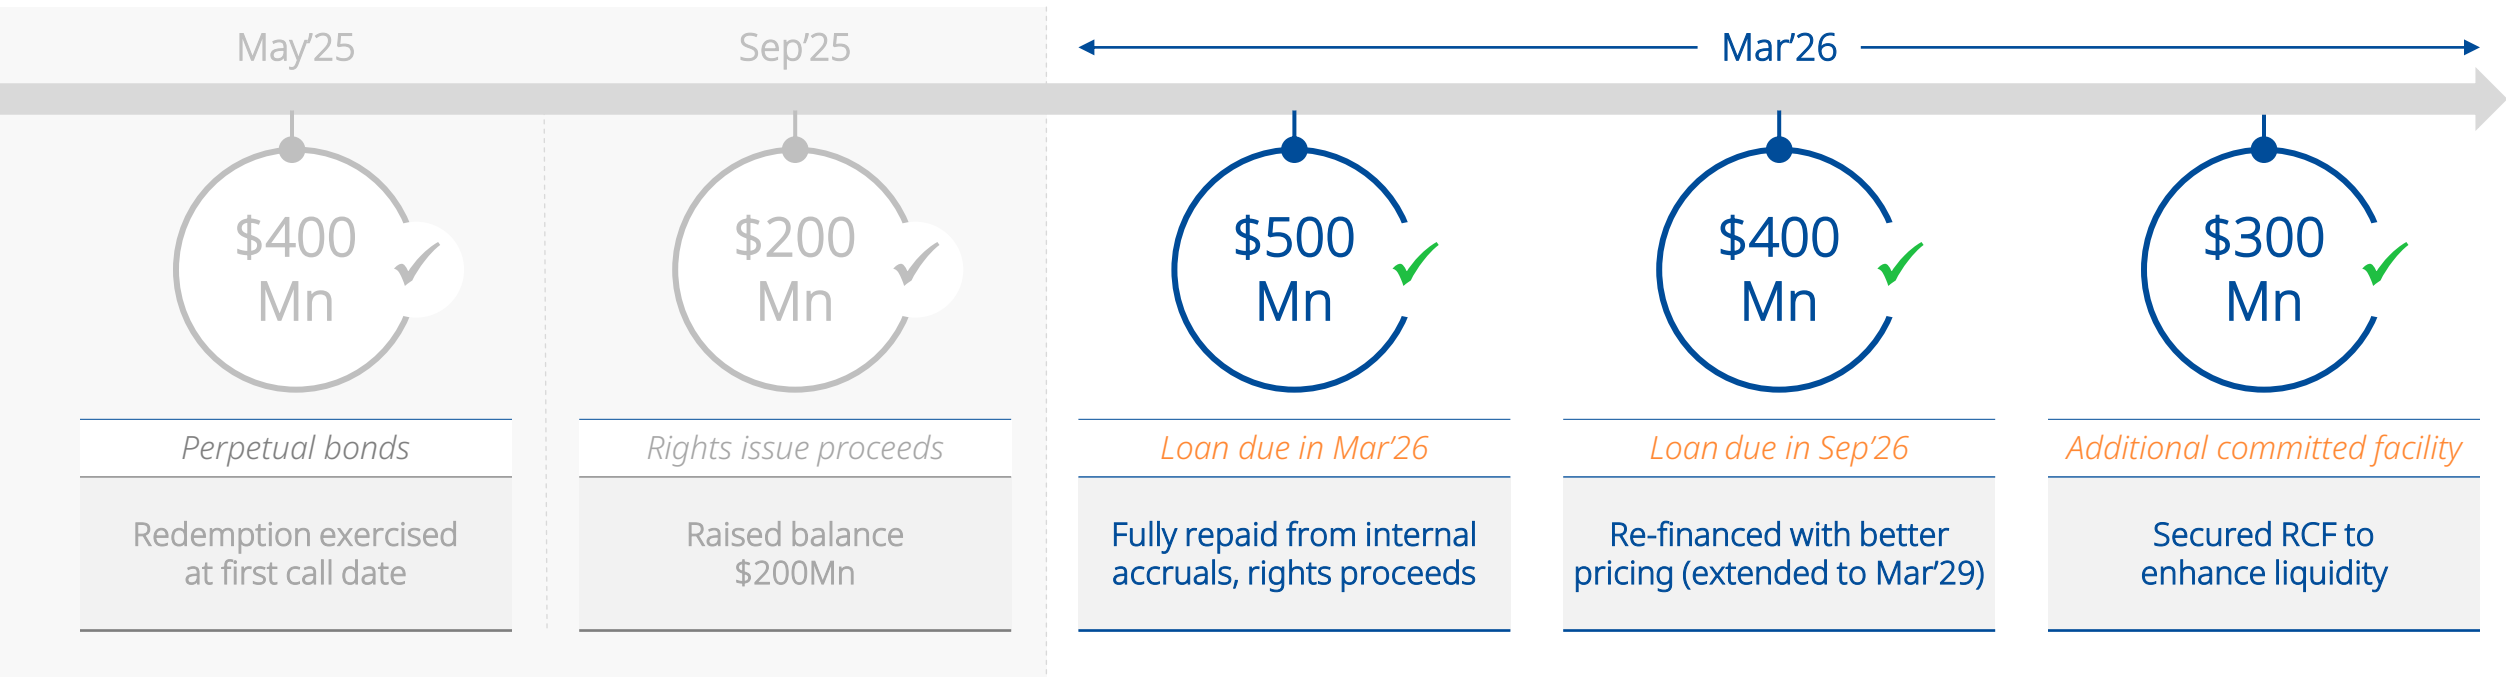 May’25
Sep’25
Mar’26
$400
Mn
$200
Mn
$500
Mn
$400
Mn
$300
Mn
Perpetual bonds
Rights issue proceeds
Loan due in Mar’26
Loan due in Sep’26
Additional committed facility
Redemption exercised
at first call date
Raised balance
$200Mn
Fully repaid from internal
accruals, rights proceeds
Re-financed with better
pricing (extended to Mar’29)
Secured RCF to
enhance liquidity